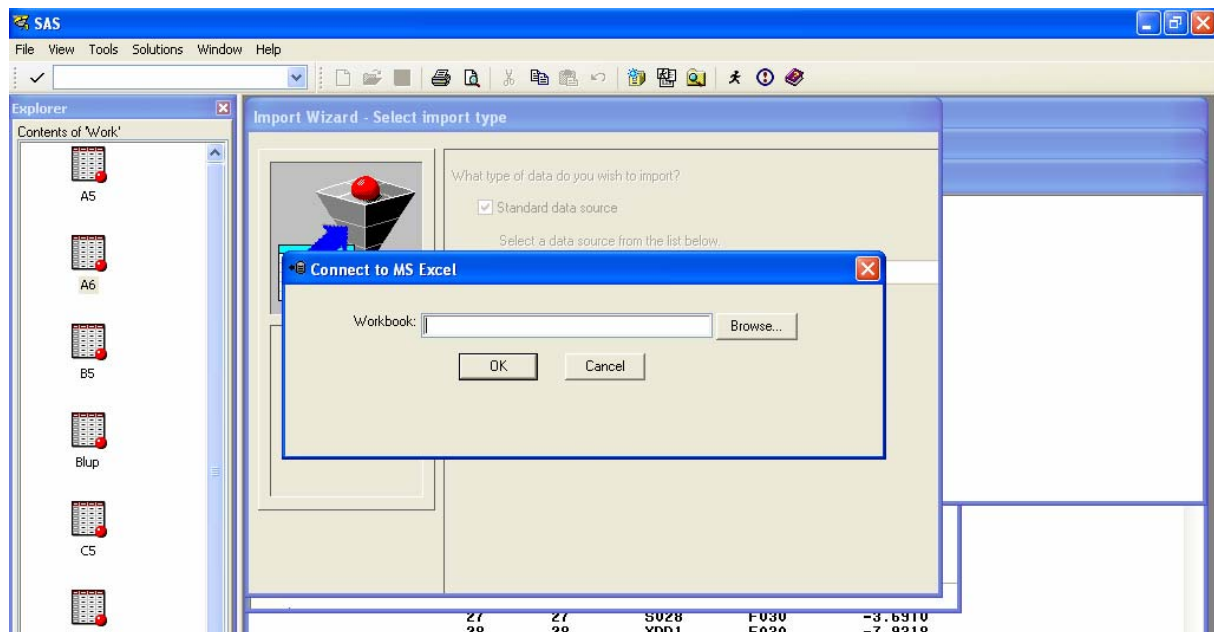 SAS
File View Tools Solutions Window Help
Explorer
Contents of 'Work'
A5
A6
B5
Blup
C5
Import Wizard - Select import type
What type of data do you wish to import?
Standard data source
Select a data source from the list below.
Connect to MS Excel
Workbook:
Browse...
OK
Cancel
27 27 S028 F030 -3.6910